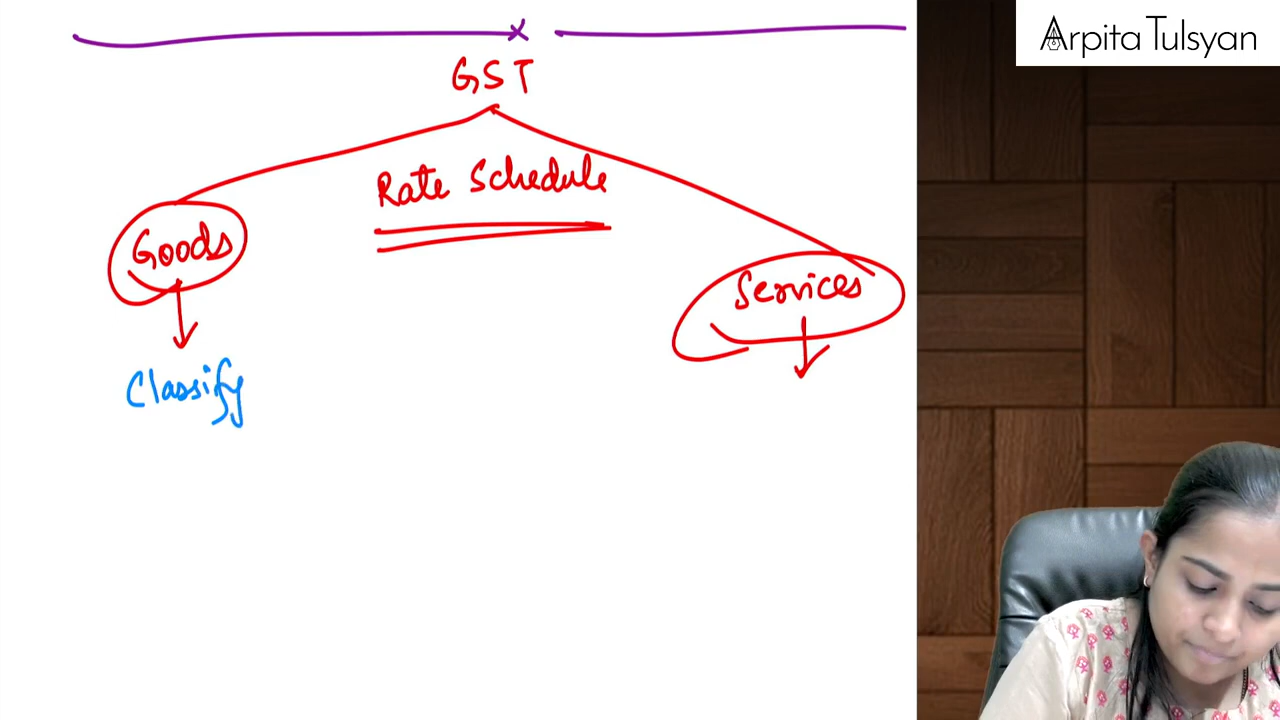 Arpita Tulsyan
GST
Rate Schedule
Goods
Services
Classify